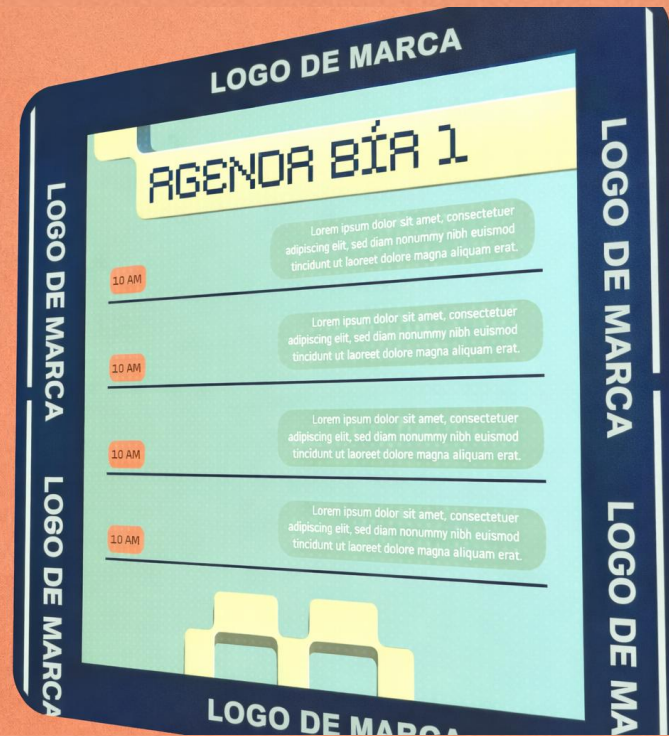 LOGO DE MARCA
AGENDA BÍA 1
Lorem ipsum dolor sit amet, consectetuer
adipiscing elit, sed diam nonummy nibh euismod
tincidunt ut laoreet dolore magna aliquam erat.
10 AM
Lorem ipsum dolor sit amet, consectetuer
adipiscing elit, sed diam nonummy nibh euismod
tincidunt ut laoreet dolore magna aliquam erat.
10 AM
Lorem ipsum dolor sit amet, consectetuer
adipiscing elit, sed diam nonummy nibh euismod
tincidunt ut laoreet dolore magna aliquam erat.
10 AM
Lorem ipsum dolor sit amet, consectetuer
adipiscing elit, sed diam nonummy nibh euismod
tincidunt ut laoreet dolore magna aliquam erat.
10 AM
LOGO DE MARCA
LOGO DE MARCA
LOGO DE MARCA
LOGO DE MA
LOGO DE MARCA